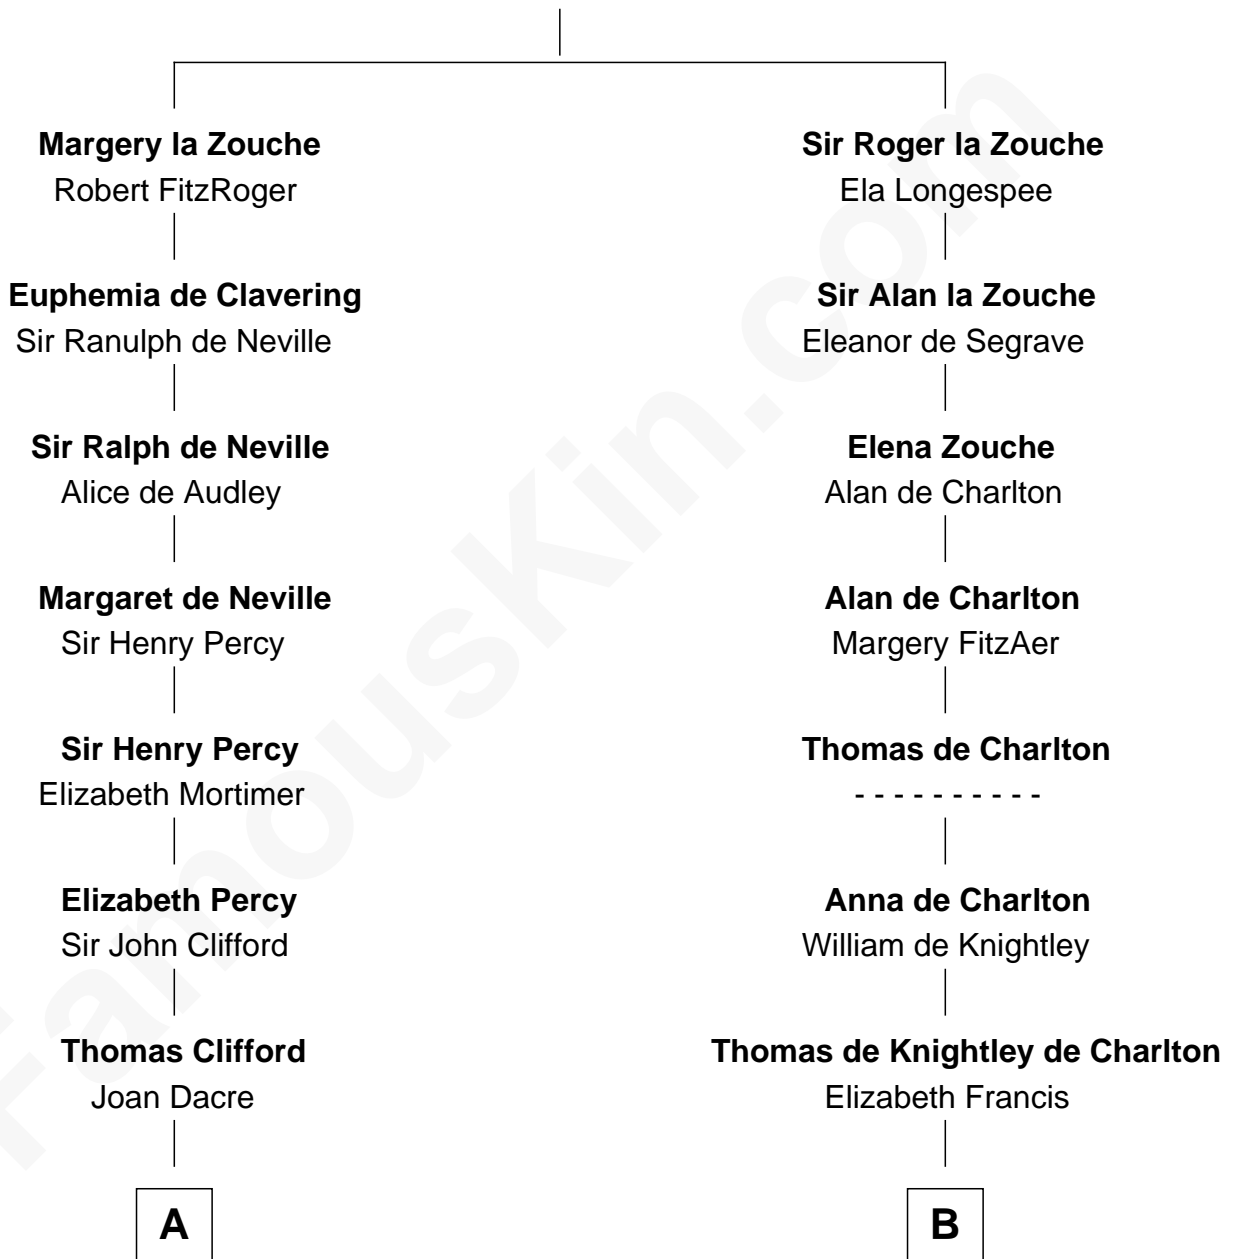 Margery la Zouche
Robert FitzRoger
Euphemia de Clavering
Sir Ranulph de Neville
Sir Ralph de Neville
Alice de Audley
Margaret de Neville
Sir Henry Percy
Sir Henry Percy
Elizabeth Mortimer
Elizabeth Percy
Sir John Clifford
Thomas Clifford
Joan Dacre
A
Sir Roger la Zouche
Ela Longespee
Sir Alan la Zouche
Eleanor de Segrave
Elena Zouche
Alan de Charlton
Alan de Charlton
Margery FitzAer
Thomas de Charlton
- - - - - - - - - -
Anna de Charlton
William de Knightley
Thomas de Knightley de Charlton
Elizabeth Francis
B
FamousKin.com